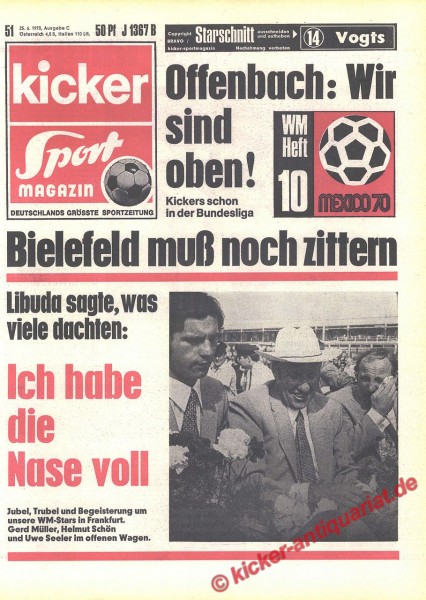 51
25. 6. 1970, Ausgabe C
Österreich 4,5 S, Italien 110 Lir.
50 Pf J 1367 B
Copyright
BRAVO /
kicker-sportmagazin
Starschnitt
ausschneiden
und aufheben
Nachahmung verboten
14 Vogts
kicker
Sport
MAGAZIN
DEUTSCHLANDS GRÖSSTE SPORTZEITUNG
Offenbach: Wir
sind
oben!
Kickers schon
in der Bundesliga
WM
Heft
10
MEXICO 70
Bielefeld muß noch zittern
Libuda sagte, was
viele dachten:
Ich habe
die
Nase voll
Jubel, Trubel und Begeisterung um
unsere WM-Stars in Frankfurt.
Gerd Müller, Helmut Schön
und Uwe Seeler im offenen Wagen.
© kicker-antiquariat.de